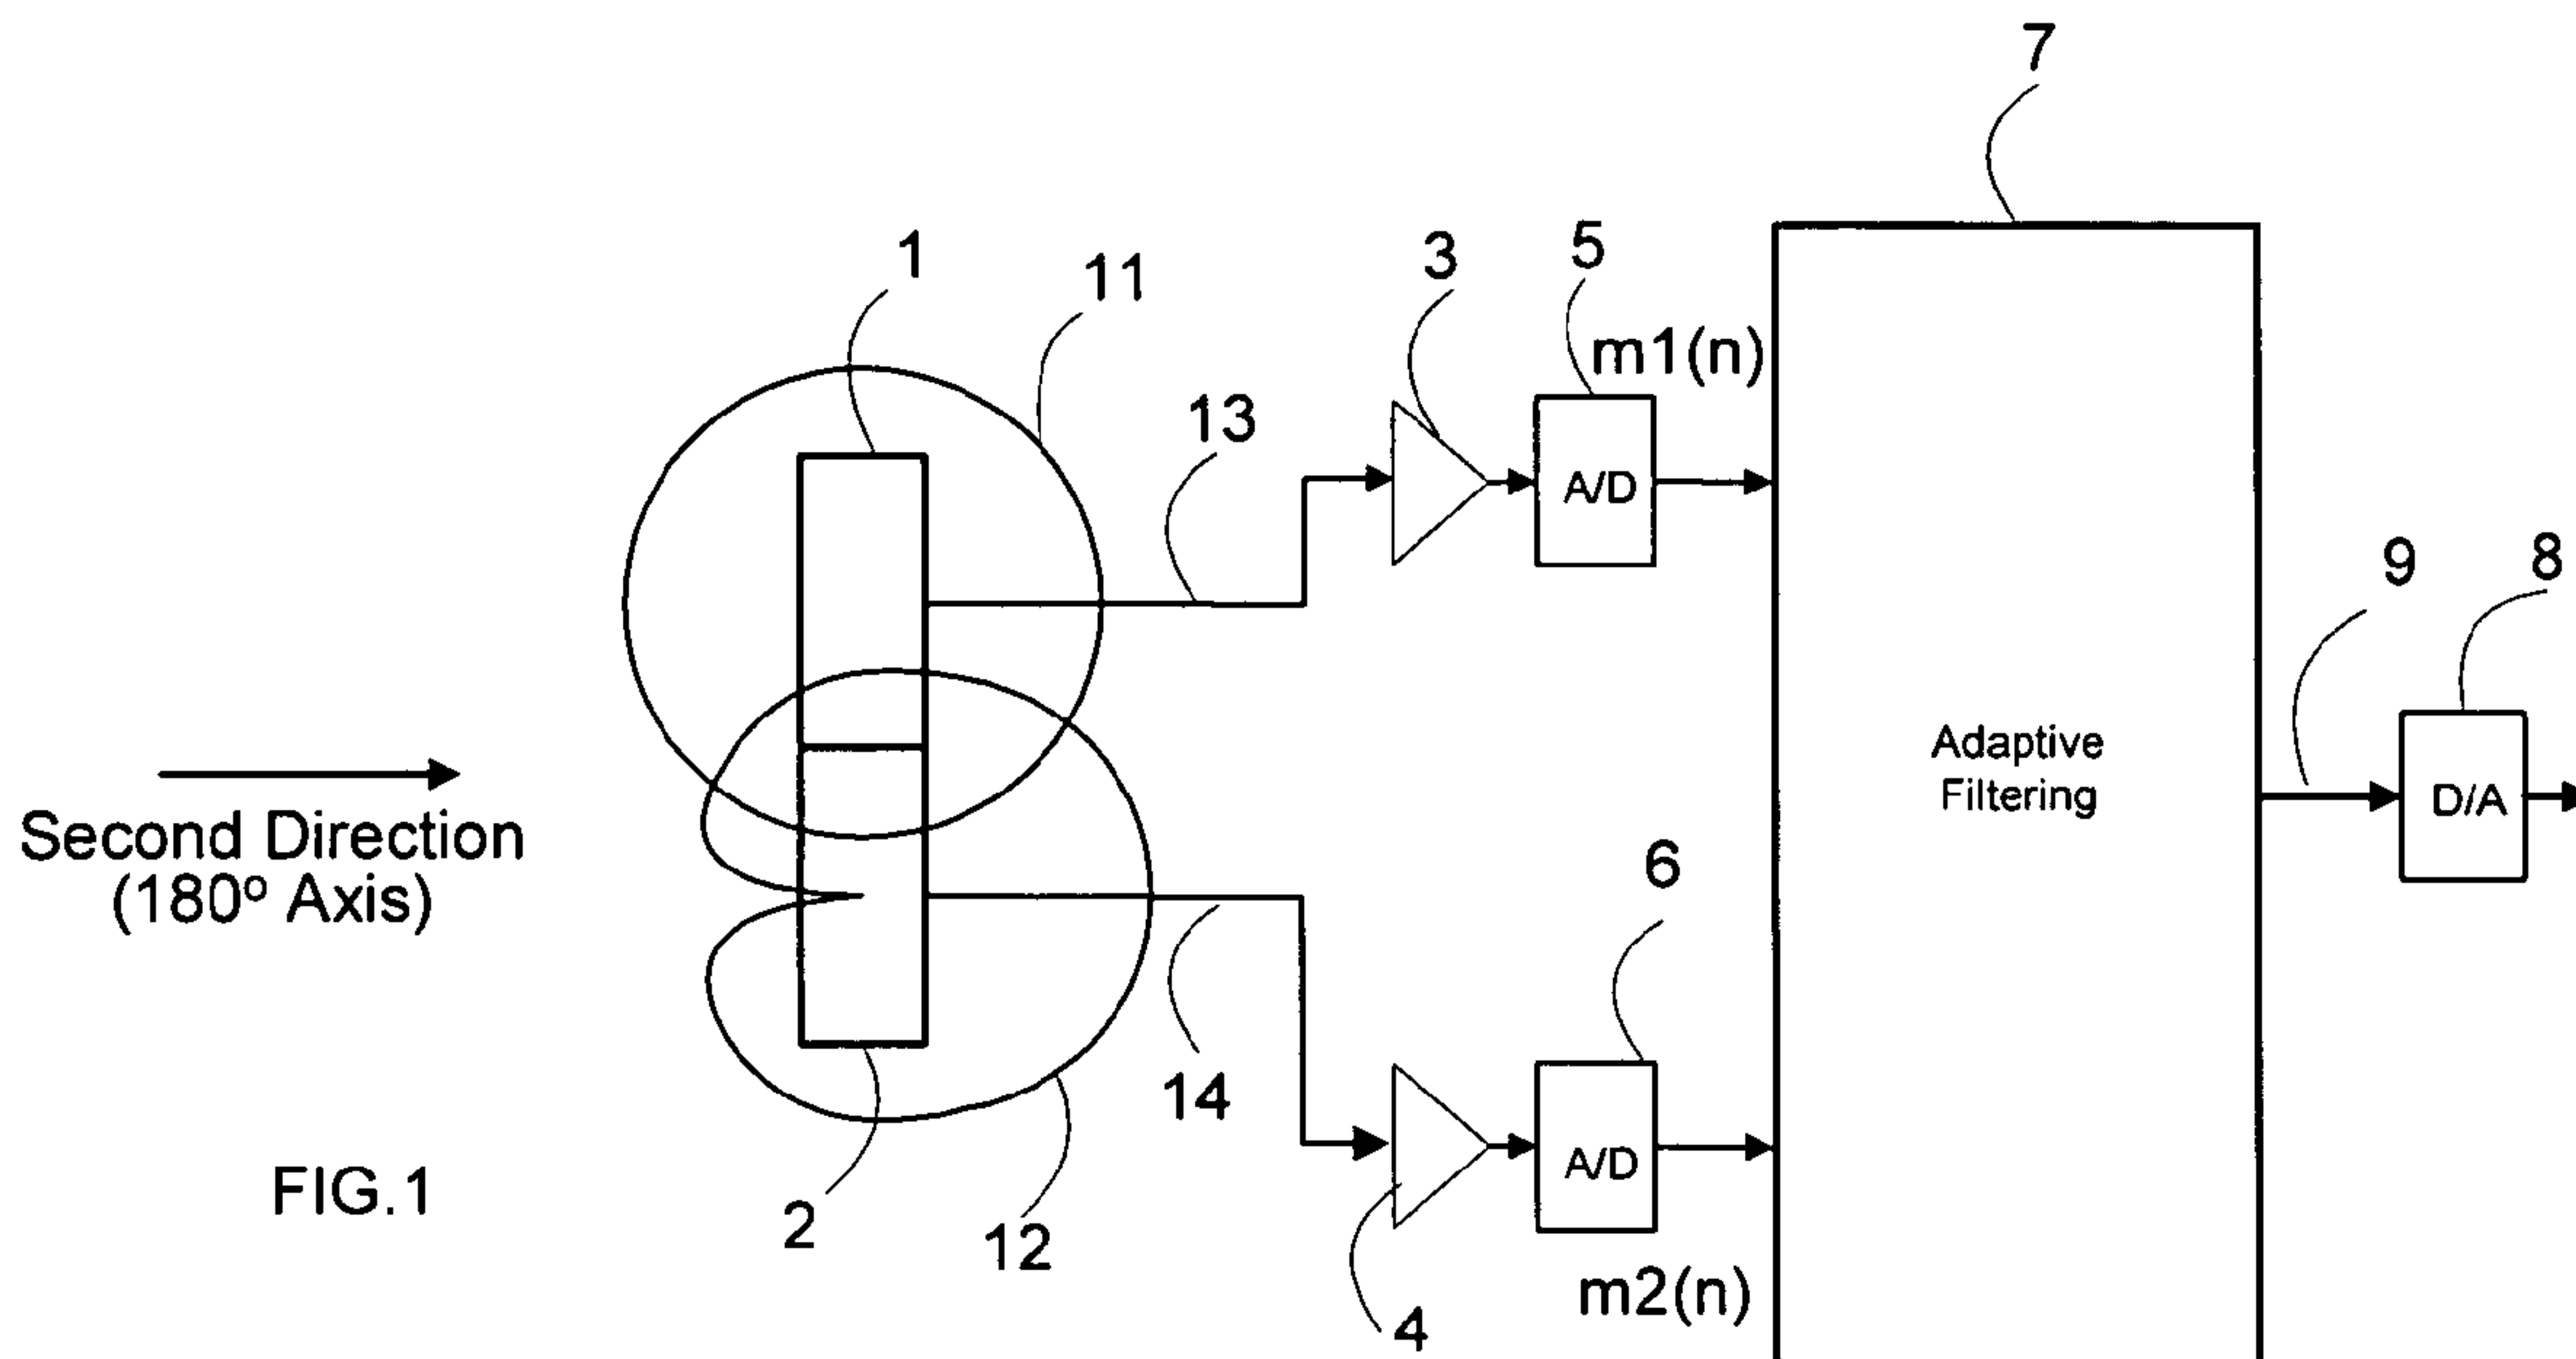 7
1
11
3
5
m1(n)
13
A/D
9
8
Adaptive
Filtering
D/A
Second Direction
(180° Axis)
6
14
A/D
FIG.1
2
12
m2(n)
4